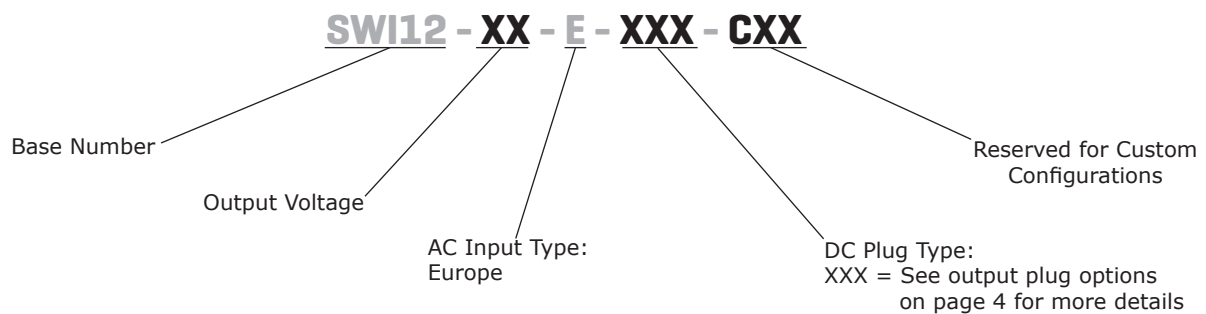 SWI12 - XX - E - XXX - CXX
Base Number
Output Voltage
AC Input Type:
Europe
DC Plug Type:
XXX = See output plug options
on page 4 for more details
Reserved for Custom
Configurations